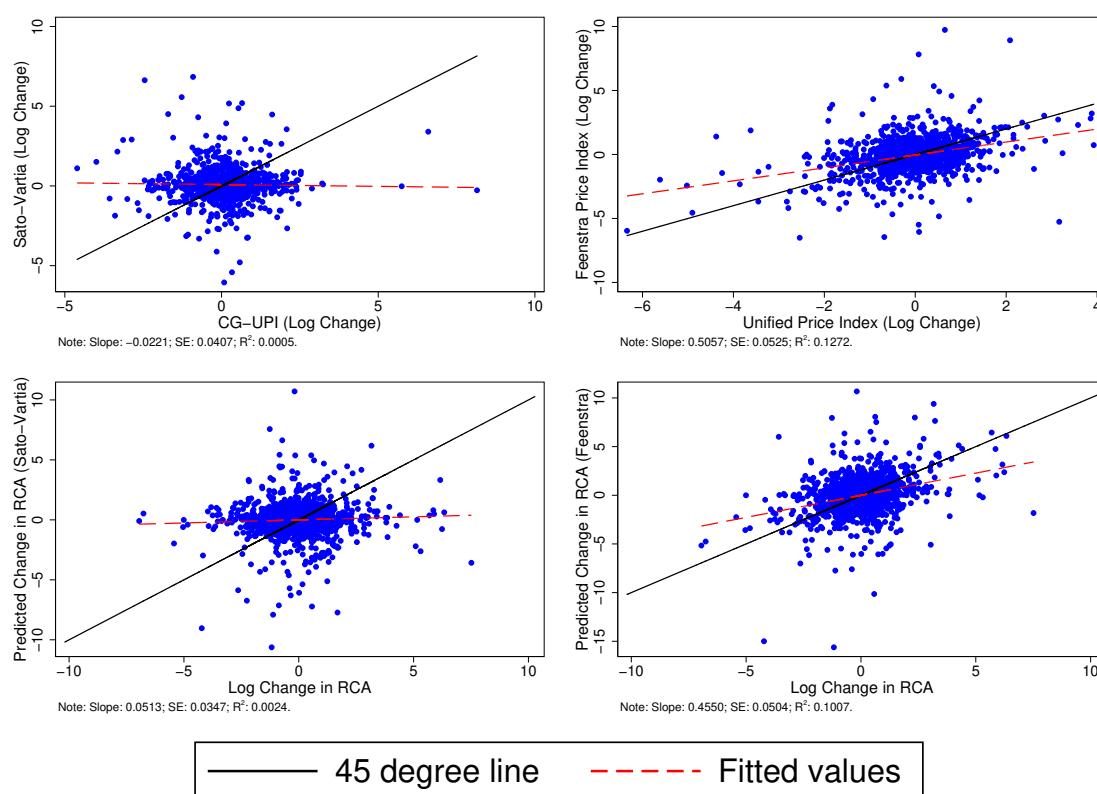 Sato−Vartia (Log Change)
10
5
0
−5
−5 0 5 10
CG−UPI (Log Change)
Note: Slope: −0.0221; SE: 0.0407; R²: 0.0005.
Feenstra Price Index (Log Change)
10
5
0
−5
−10
−6 −4 −2 0 2 4
Unified Price Index (Log Change)
Note: Slope: 0.5057; SE: 0.0525; R²: 0.1272.
Predicted Change in RCA (Sato−Vartia)
10
5
0
−5
−10
−10 −5 0 5 10
Log Change in RCA
Note: Slope: 0.0513; SE: 0.0347; R²: 0.0024.
Predicted Change in RCA (Feenstra)
10
5
0
−5
−10
−15
−10 −5 0 5 10
Log Change in RCA
Note: Slope: 0.4550; SE: 0.0504; R²: 0.1007.
45 degree line Fitted values